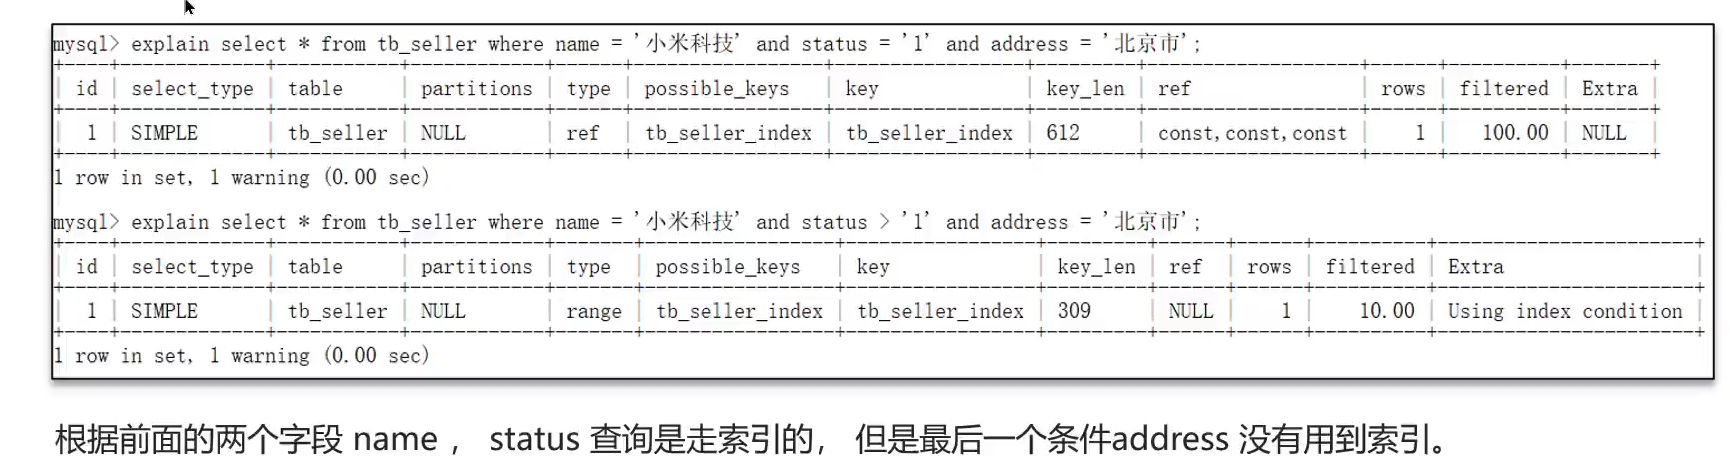 mysql> explain select * from tb_seller where name = '小米科技' and status = '1' and address = '北京市';
| id | select_type | table | partitions | type | possible_keys | key | key_len | ref | rows | filtered | Extra |
| 1 | SIMPLE | tb_seller | NULL | ref | tb_seller_index | tb_seller_index | 612 | const,const,const | 1 | 100.00 | NULL |
1 row in set, 1 warning (0.00 sec)
mysql> explain select * from tb_seller where name = '小米科技' and status > '1' and address = '北京市';
| id | select_type | table | partitions | type | possible_keys | key | key_len | ref | rows | filtered | Extra |
| 1 | SIMPLE | tb_seller | NULL | range | tb_seller_index | tb_seller_index | 309 | NULL | 1 | 10.00 | Using index condition |
1 row in set, 1 warning (0.00 sec)
根据前面的两个字段 name ， status 查询是走索引的， 但是最后一个条件address 没有用到索引。